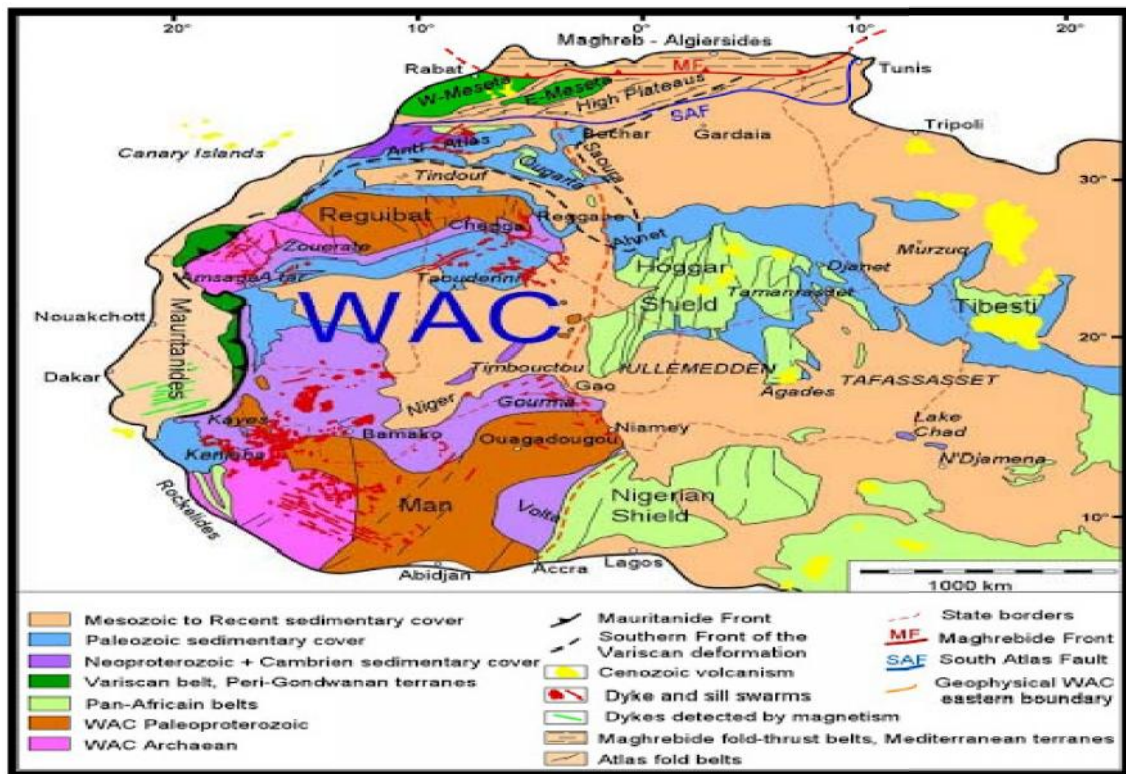 20° 10° 0° 10° 20°
Maghreb - Algiersides
Rabat
MF
Tunis
W-Meseta
E-Meseta
High Plateaus
SAF
Tripoli
Bechar
Gardaia
Canary Islands
Anti - Atlas
Ougarta
Saoura
Tindouf
30°
Reguibat
Reggane
Chegga
Ahnet
Zouerate
Murzuq
Amsaga
Atar
Taoudenni
Hoggar
Shield
Djanet
Tamanrasset
Tibesti
WAC
Nouakchott
Mauritanides
20°
Timbouctou
IULLEMEDDEN
TAFASSASSET
Dakar
Gao
Agades
Niger
Gourma
Kayes
Bamako
Ouagadougou
Niamey
Lake
Chad
Kenieba
N'Djamena
Man
Nigerian
Shield
Rockelides
Volta
10°
Abidjan
Accra
Lagos
1000 km
Mesozoic to Recent sedimentary cover
Paleozoic sedimentary cover
Neoproterozoic + Cambrien sedimentary cover
Variscan belt, Peri-Gondwanan terranes
Pan-Africain belts
WAC Paleoproterozoic
WAC Archaean
Mauritanide Front
Southern Front of the
Variscan deformation
Cenozoic volcanism
Dyke and sill swarms
Dykes detected by magnetism
Maghrebide fold-thrust belts, Mediterranean terranes
Atlas fold belts
State borders
MF Maghrebide Front
SAF South Atlas Fault
Geophysical WAC
eastern boundary